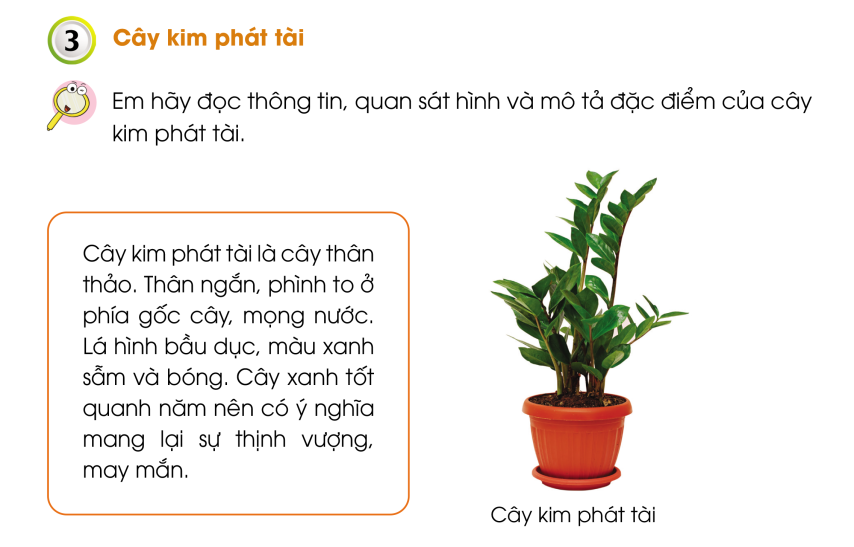 3 Cây kim phát tài
Em hãy đọc thông tin, quan sát hình và mô tả đặc điểm của cây
kim phát tài.
Cây kim phát tài là cây thân
thảo. Thân ngắn, phình to ở
phía gốc cây, mọng nước.
Lá hình bầu dục, màu xanh
sẫm và bóng. Cây xanh tốt
quanh năm nên có ý nghĩa
mang lại sự thịnh vượng,
may mắn.
Cây kim phát tài